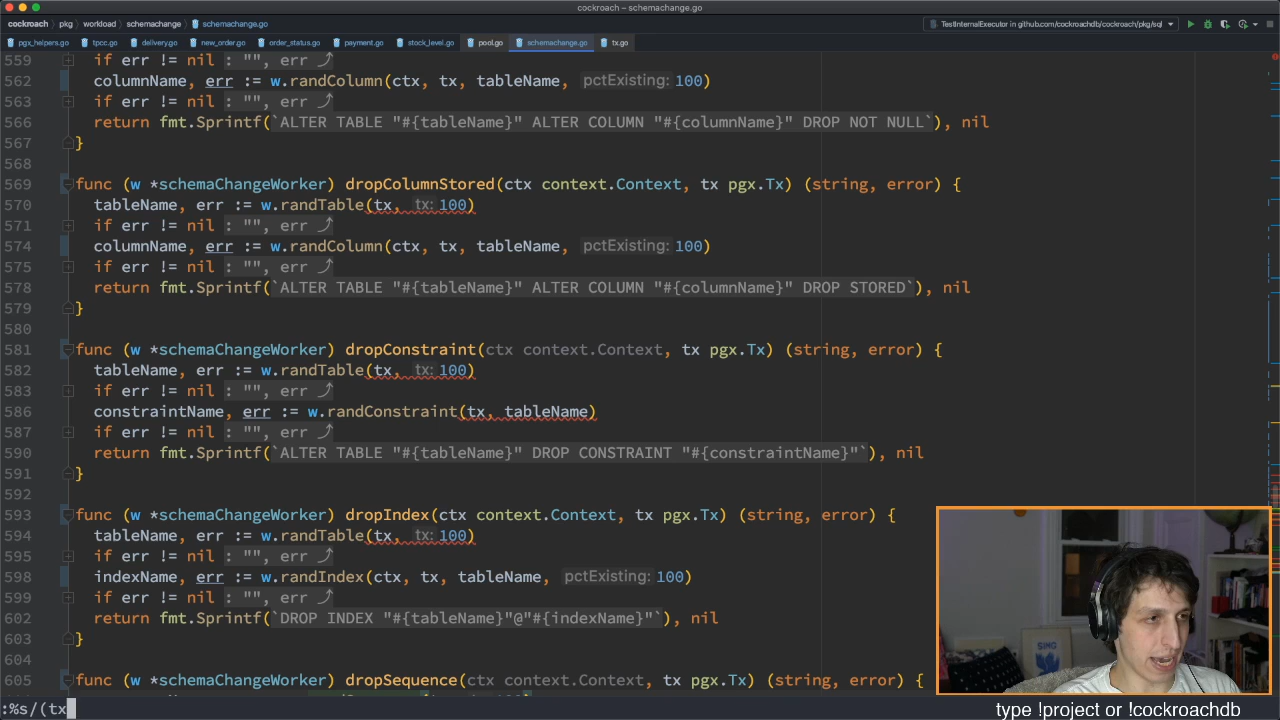 cockroach – schemachange.go
cockroach › pkg › workload › schemachange › schemachange.go
TestInternalExecutor in github.com/cockroachdb/cockroach/pkg/sql
pg_helpers.go tpcc.go delivery.go new_order.go order_status.go payment.go stock_level.go pool.go schemachange.go tx.go
559 if err != nil : "", err
562 columnName, err := w.randColumn(ctx, tx, tableName, pctExisting: 100)
563 if err != nil : "", err
566 return fmt.Sprintf(`ALTER TABLE "#{tableName}" ALTER COLUMN "#{columnName}" DROP NOT NULL`), nil
567 }
568
569 func (w *schemaChangeWorker) dropColumnStored(ctx context.Context, tx pgx.Tx) (string, error) {
570 tableName, err := w.randTable(tx, tx: 100)
571 if err != nil : "", err
574 columnName, err := w.randColumn(ctx, tx, tableName, pctExisting: 100)
575 if err != nil : "", err
578 return fmt.Sprintf(`ALTER TABLE "#{tableName}" ALTER COLUMN "#{columnName}" DROP STORED`), nil
579 }
580
581 func (w *schemaChangeWorker) dropConstraint(ctx context.Context, tx pgx.Tx) (string, error) {
582 tableName, err := w.randTable(tx, tx: 100)
583 if err != nil : "", err
586 constraintName, err := w.randConstraint(tx, tableName)
587 if err != nil : "", err
590 return fmt.Sprintf(`ALTER TABLE "#{tableName}" DROP CONSTRAINT "#{constraintName}"`), nil
591 }
592
593 func (w *schemaChangeWorker) dropIndex(ctx context.Context, tx pgx.Tx) (string, error) {
594 tableName, err := w.randTable(tx, tx: 100)
595 if err != nil : "", err
598 indexName, err := w.randIndex(ctx, tx, tableName, pctExisting: 100)
599 if err != nil : "", err
602 return fmt.Sprintf(`DROP INDEX "#{tableName}"@"#{indexName}"`), nil
603 }
604
605 func (w *schemaChangeWorker) dropSequence(ctx context.Context, tx pgx.Tx) (string, error) {
SING
:%s/(tx
type !project or !cockroachdb